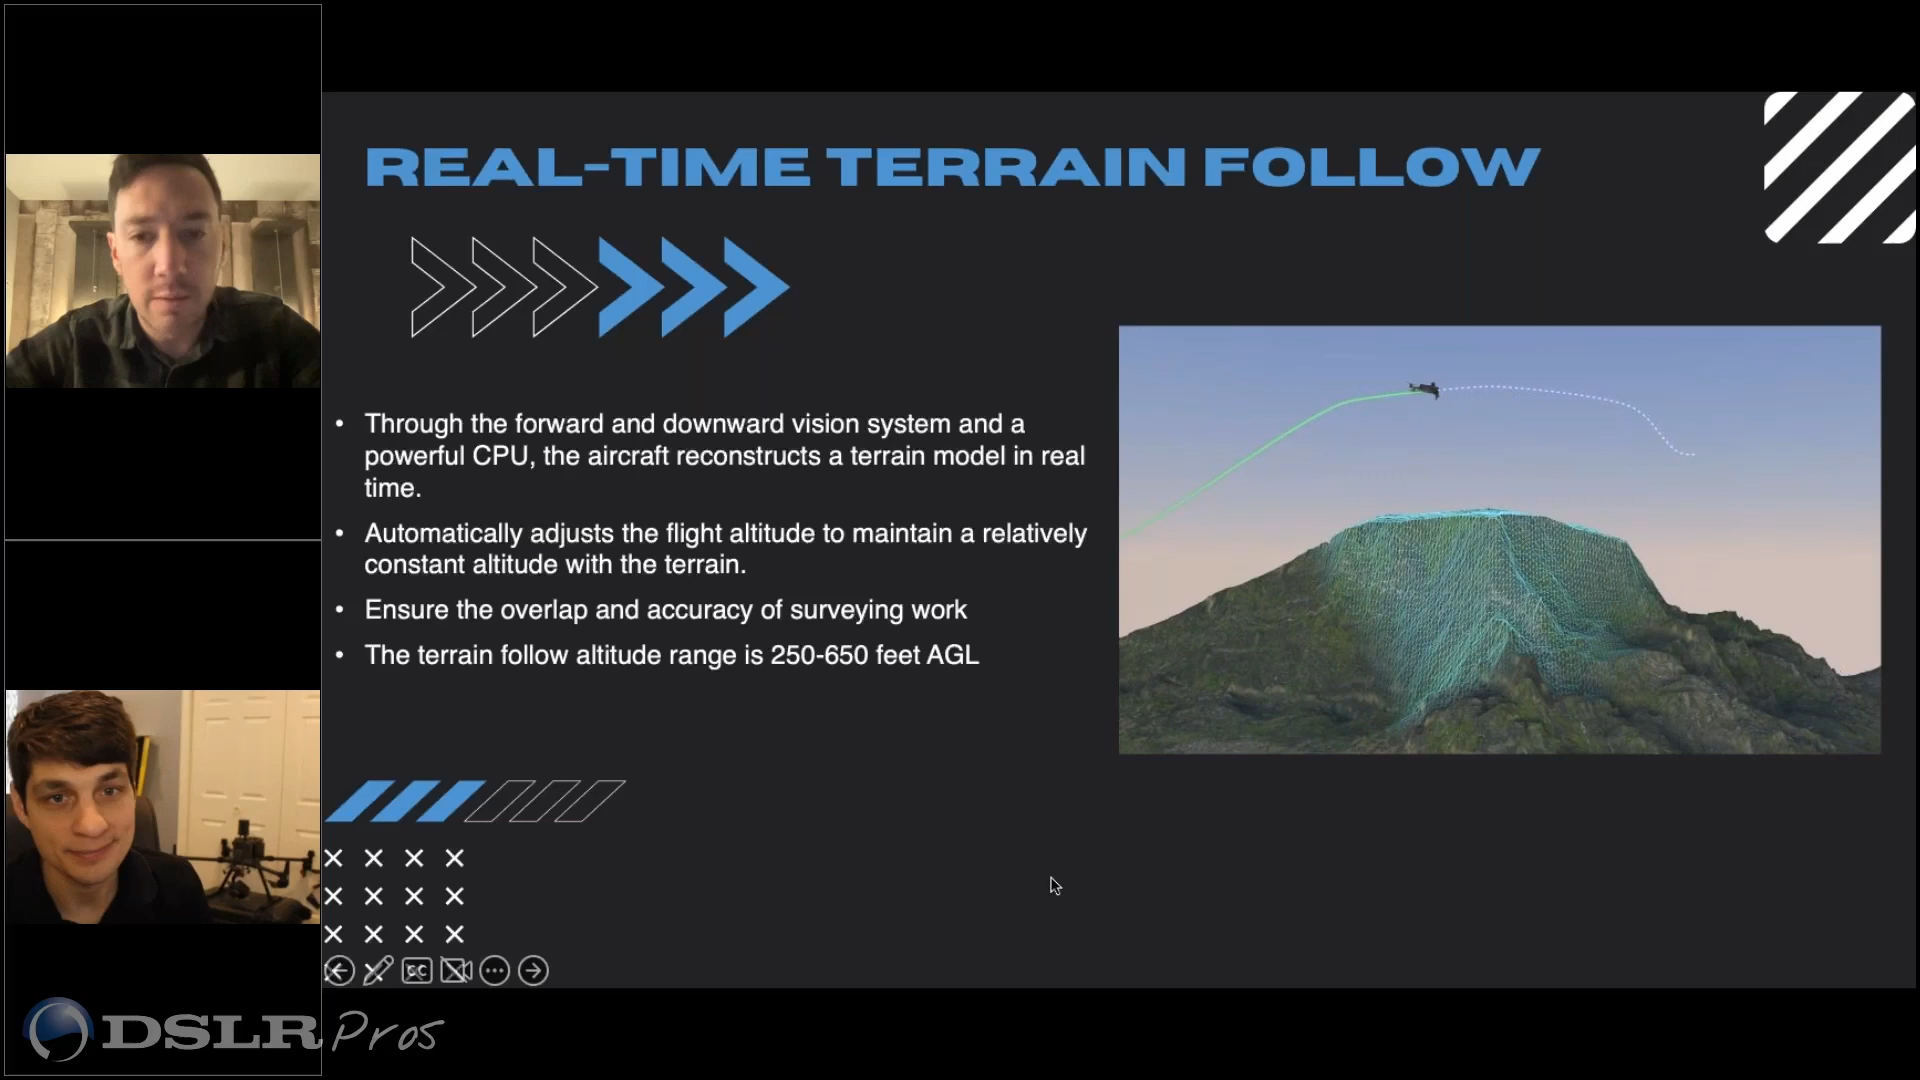 REAL-TIME TERRAIN FOLLOW
• Through the forward and downward vision system and a
powerful CPU, the aircraft reconstructs a terrain model in real
time.
• Automatically adjusts the flight altitude to maintain a relatively
constant altitude with the terrain.
• Ensure the overlap and accuracy of surveying work
• The terrain follow altitude range is 250-650 feet AGL
CC
DSLRPros